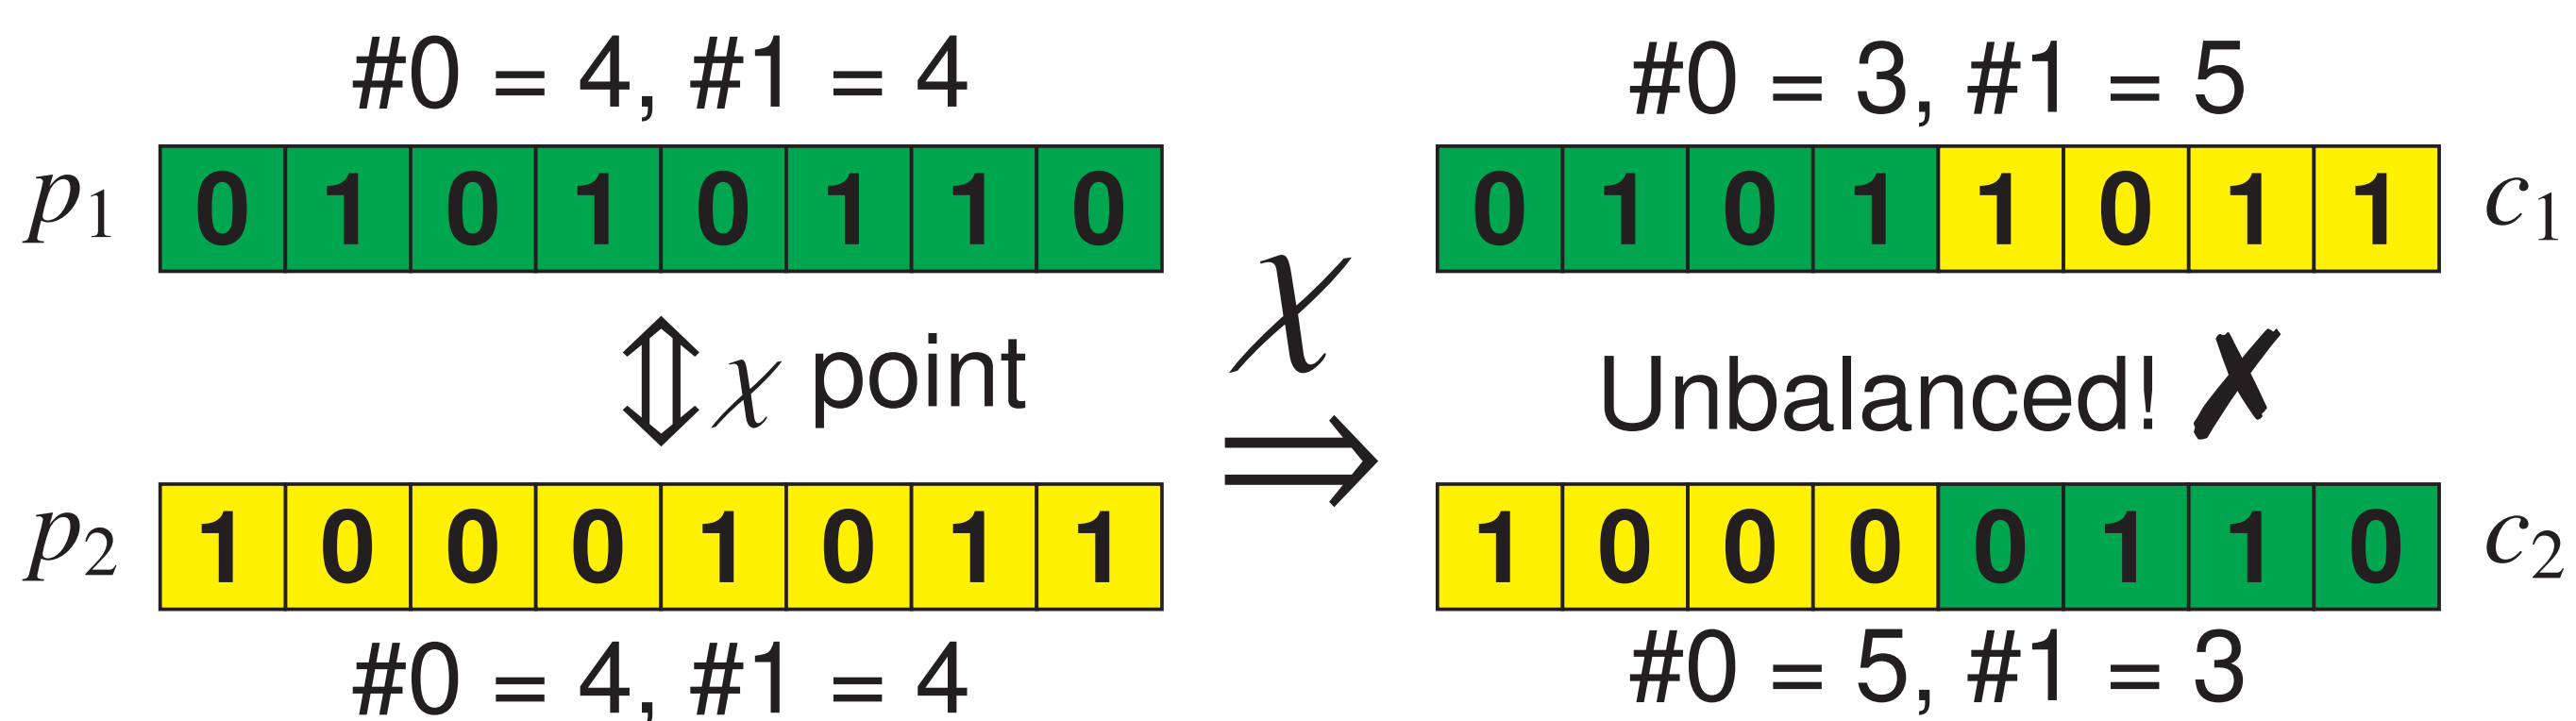 #0 = 4, #1 = 4
#0 = 3, #1 = 5
p1 0 1 0 1 0 1 1 0
0 1 0 1 1 0 1 1 c1
χ point
χ
⇒
Unbalanced! ✗
p2 1 0 0 0 1 0 1 1
1 0 0 0 0 1 1 0 c2
#0 = 4, #1 = 4
#0 = 5, #1 = 3